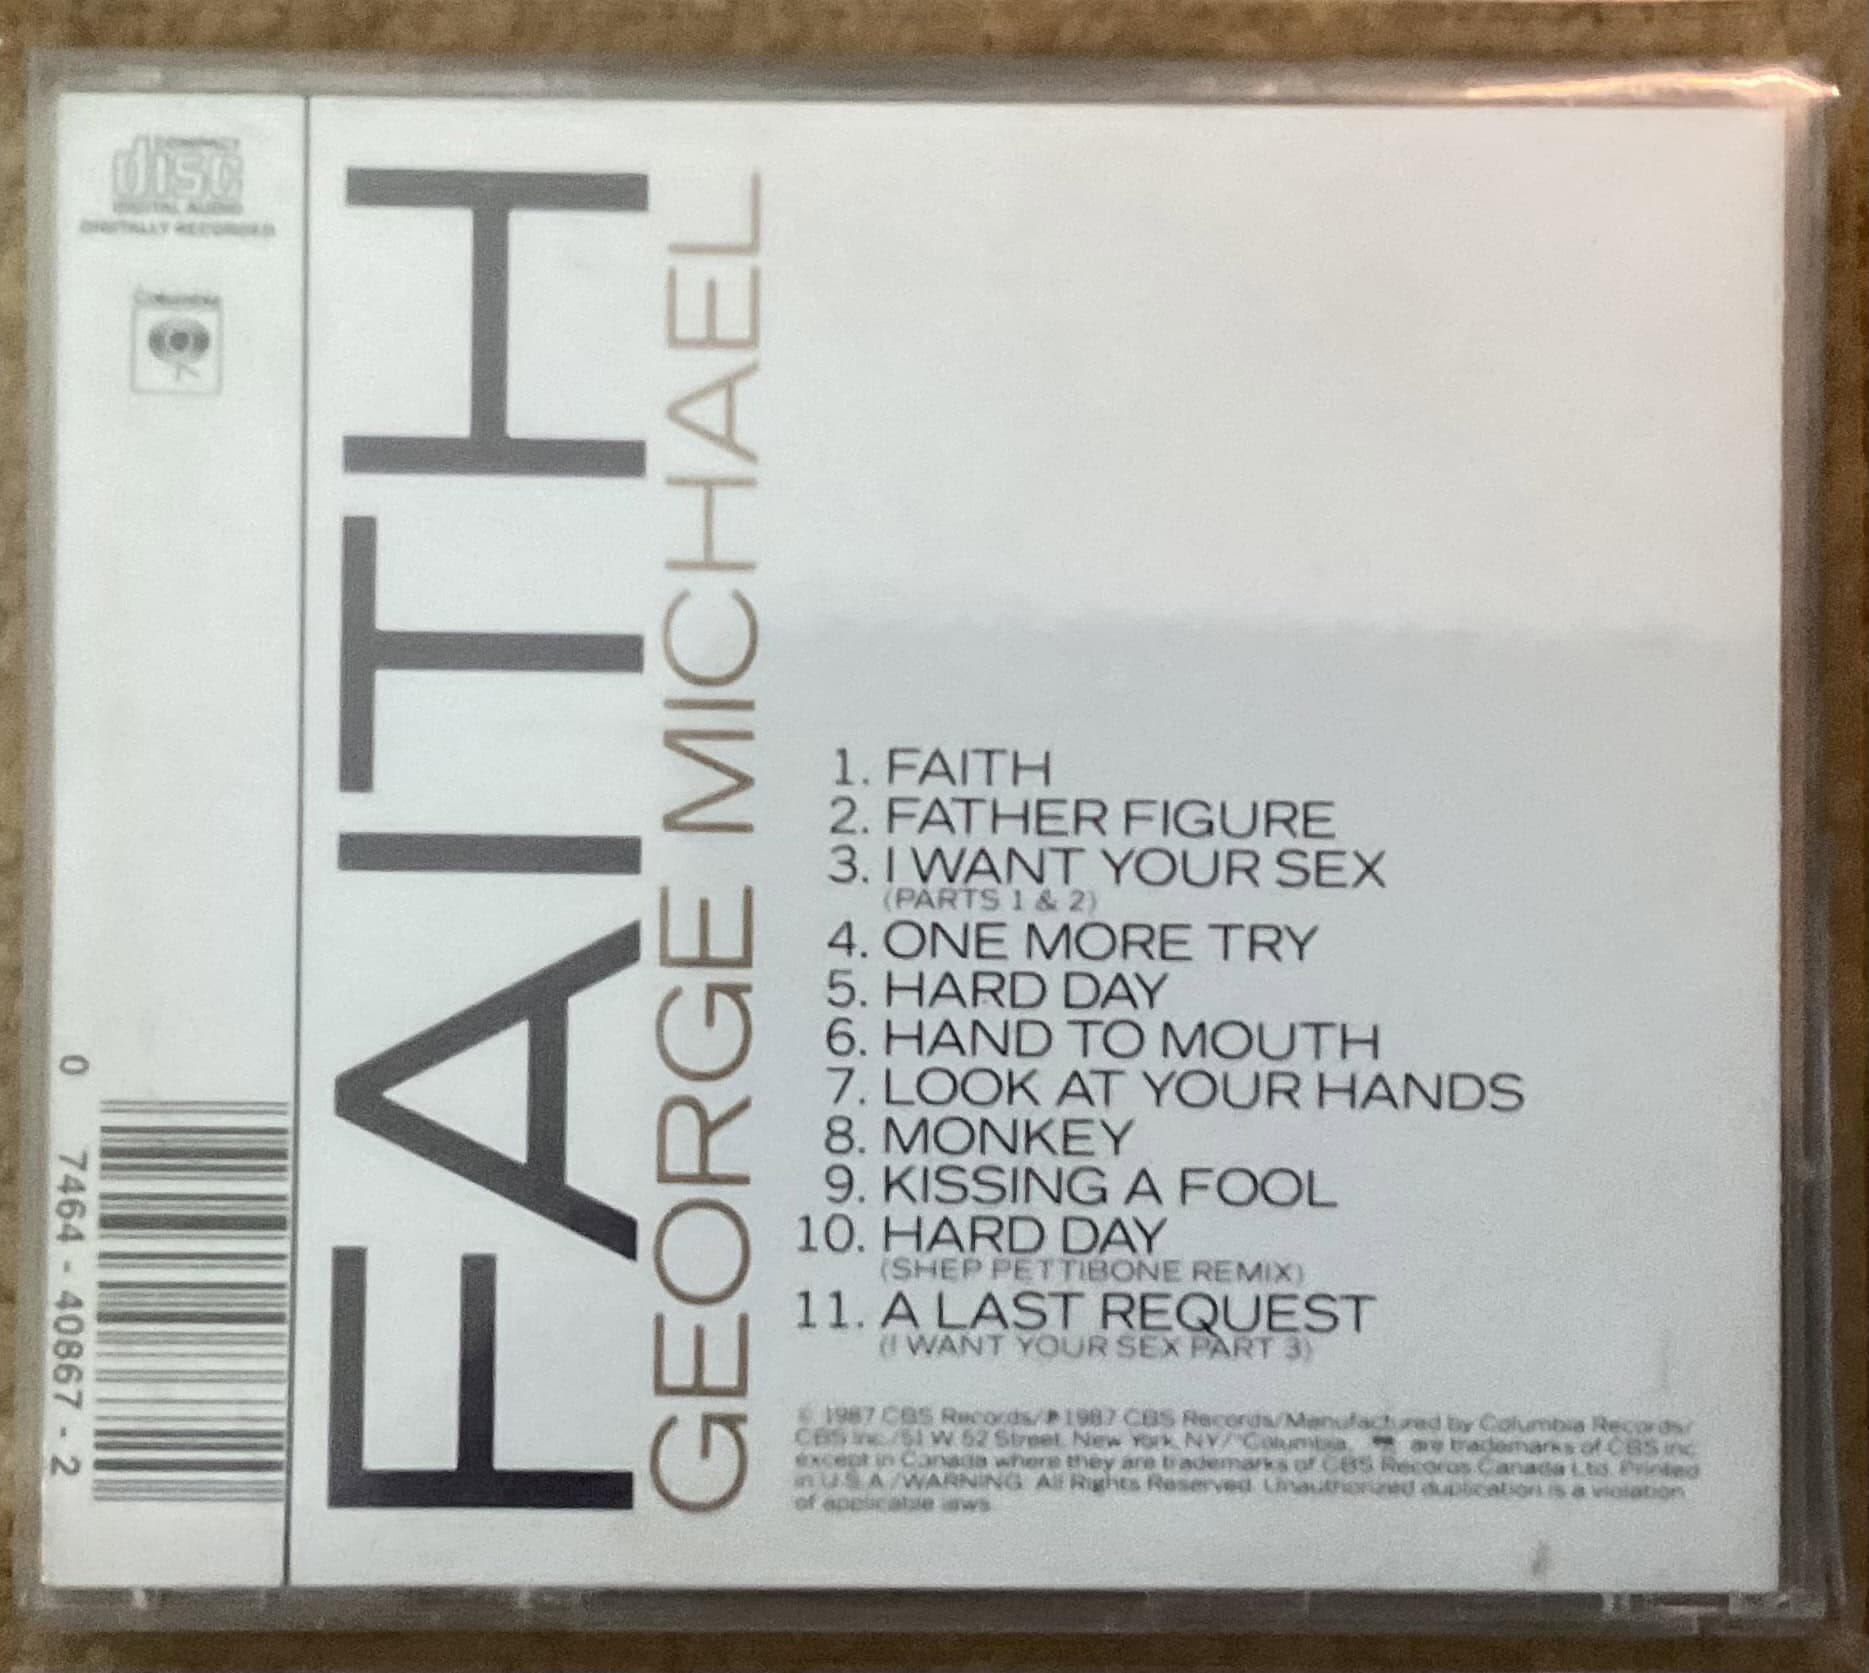 COMPACT
disc
DIGITAL AUDIO
DIGITALLY RECORDED
COLUMBIA
0 7464-40867-2
FAITH
GEORGE MICHAEL
1. FAITH
2. FATHER FIGURE
3. I WANT YOUR SEX
(PARTS 1 & 2)
4. ONE MORE TRY
5. HARD DAY
6. HAND TO MOUTH
7. LOOK AT YOUR HANDS
8. MONKEY
9. KISSING A FOOL
10. HARD DAY
(SHEP PETTIBONE REMIX)
11. A LAST REQUEST
(I WANT YOUR SEX PART 3)
© 1987 CBS Records/℗ 1987 CBS Records/Manufactured by Columbia Records/
CBS Inc./51 W. 52 Street, New York, NY/"Columbia, are trademarks of CBS Inc.
except in Canada where they are trademarks of CBS Records Canada Ltd. Printed
in U.S.A./WARNING: All Rights Reserved. Unauthorized duplication is a violation
of applicable laws.